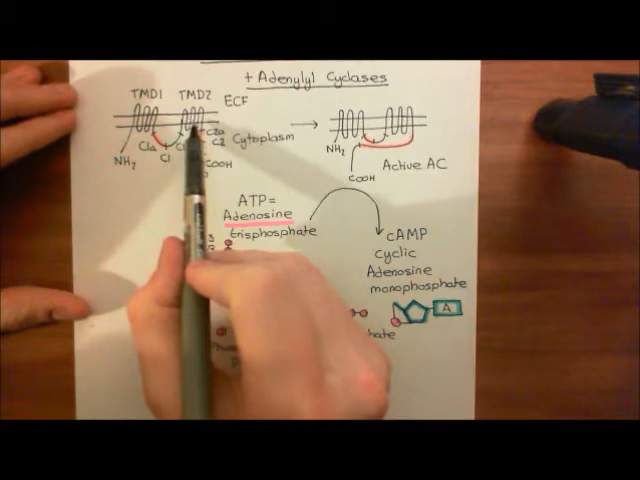 + Adenylyl Cyclases
TMD1 TMD2 ECF
C2a
Cytoplasm C2
C1a C1
NH2
COOH
NH2
COOH
Active AC
ATP=
Adenosine
trisphosphate
cAMP
cyclic
Adenosine
monophosphate
A